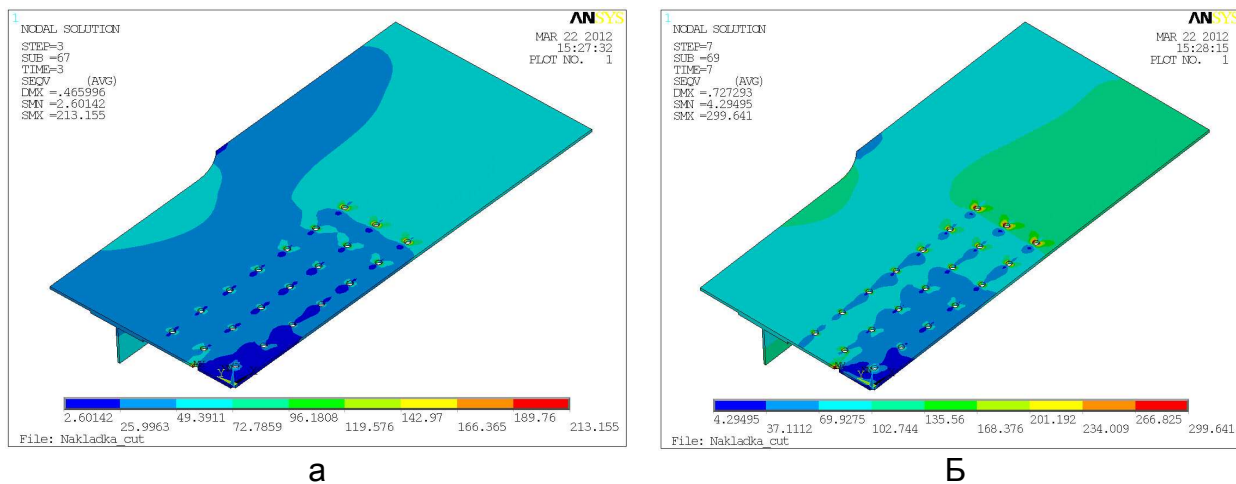 1
ANSYS
NODAL SOLUTION
MAR 22 2012
15:27:32
PLOT NO. 1
STEP=3
SUB =67
TIME=3
SEQV (AVG)
DMX =.465996
SMN =2.60142
SMX =213.155
Y
2.60142 49.3911 96.1808 142.97 189.76
25.9963 72.7859 119.576 166.365 213.155
File: Nakladka_cut
а
1
ANSYS
NODAL SOLUTION
MAR 22 2012
15:28:15
PLOT NO. 1
STEP=7
SUB =69
TIME=7
SEQV (AVG)
DMX =.727293
SMN =4.29495
SMX =299.641
Y
4.29495 69.9275 135.56 201.192 266.825
37.1112 102.744 168.376 234.009 299.641
File: Nakladka_cut
Б